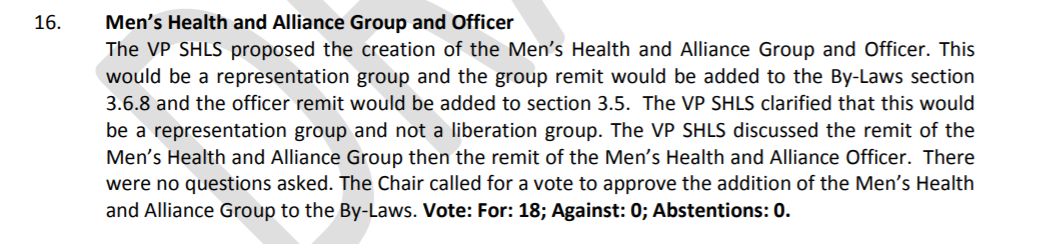 16. Men’s Health and Alliance Group and Officer
The VP SHLS proposed the creation of the Men’s Health and Alliance Group and Officer. This
would be a representation group and the group remit would be added to the By-Laws section
3.6.8 and the officer remit would be added to section 3.5.  The VP SHLS clarified that this would
be a representation group and not a liberation group. The VP SHLS discussed the remit of the
Men’s Health and Alliance Group then the remit of the Men’s Health and Alliance Officer.  There
were no questions asked. The Chair called for a vote to approve the addition of the Men’s Health
and Alliance Group to the By-Laws. Vote: For: 18; Against: 0; Abstentions: 0.